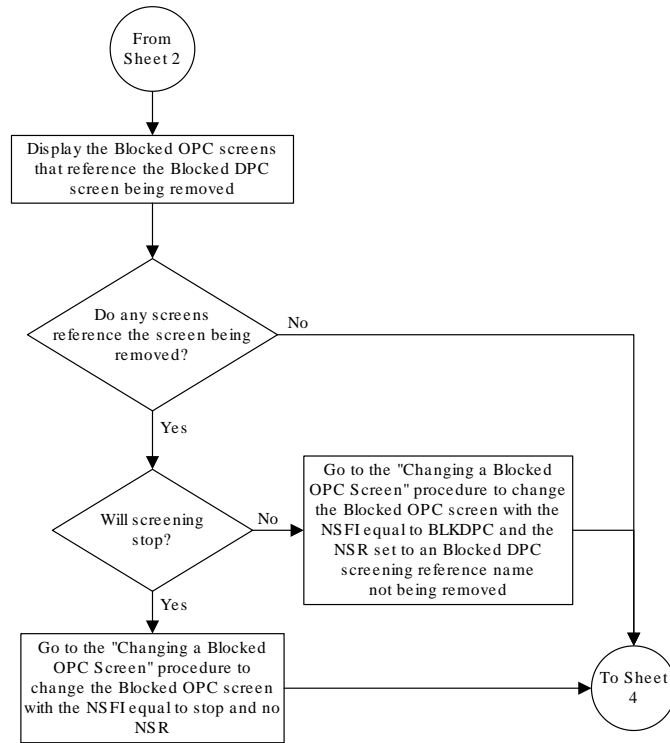 From
Sheet 2
Display the Blocked OPC screens
that reference the Blocked DPC
screen being removed
Do any screens
reference the screen being
removed?
No
Yes
Will screening
stop?
No
Go to the "Changing a Blocked
OPC Screen" procedure to change
the Blocked OPC screen with the
NSFI equal to BLKDPC and the
NSR set to an Blocked DPC
screening reference name
not being removed
Yes
Go to the "Changing a Blocked
OPC Screen" procedure to
change the Blocked OPC screen
with the NSFI equal to stop and no
NSR
To Sheet
4